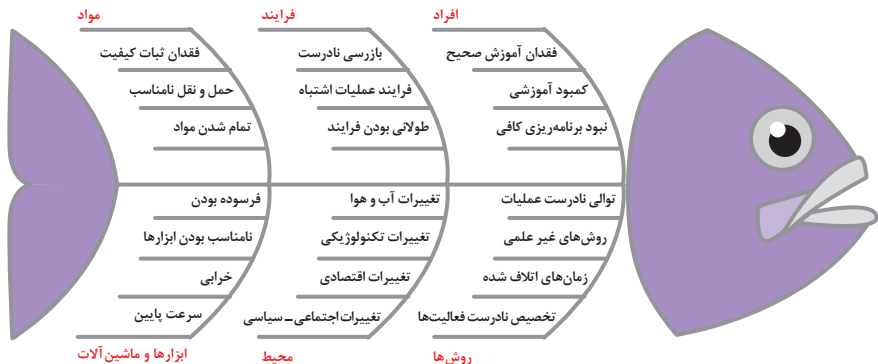 افراد
فقدان آموزش صحیح
کمبود آموزشی
نبود برنامه‌ریزی کافی
فرایند
بازرسی نادرست
فرایند عملیات اشتباه
طولانی بودن فرایند
مواد
فقدان ثبات کیفیت
حمل و نقل نامناسب
تمام شدن مواد
توالی نادرست عملیات
روش‌های غیر علمی
زمان‌های اتلاف شده
تخصیص نادرست فعالیت‌ها
روش‌ها
تغییرات آب و هوا
تغییرات تکنولوژیکی
تغییرات اقتصادی
تغییرات اجتماعی–سیاسی
محیط
فرسوده بودن
نامناسب بودن ابزارها
خرابی
سرعت پایین
ابزارها و ماشین‌آلات